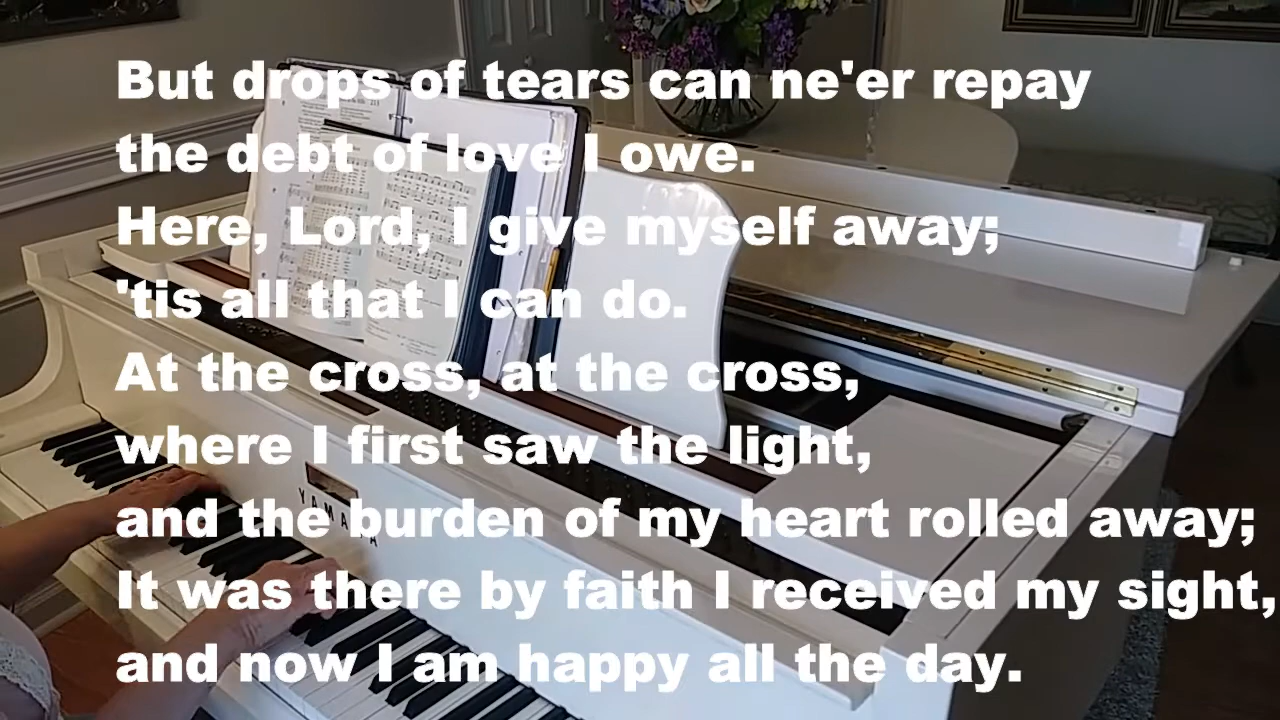 But drops of tears can ne'er repay
the debt of love I owe.
Here, Lord, I give myself away;
'tis all that I can do.
At the cross, at the cross,
where I first saw the light,
and the burden of my heart rolled away;
It was there by faith I received my sight,
and now I am happy all the day.
YAMAHA